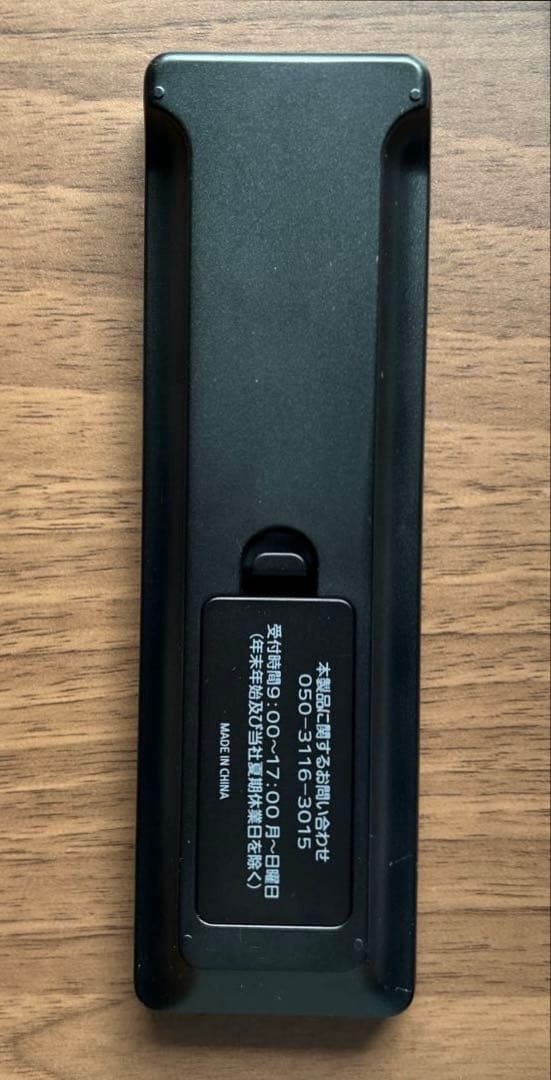 本製品に関するお問い合わせ
050-3116-3015
受付時間9:00〜17:00 月〜日曜日
(年末年始及び当社夏期休業日を除く)
MADE IN CHINA